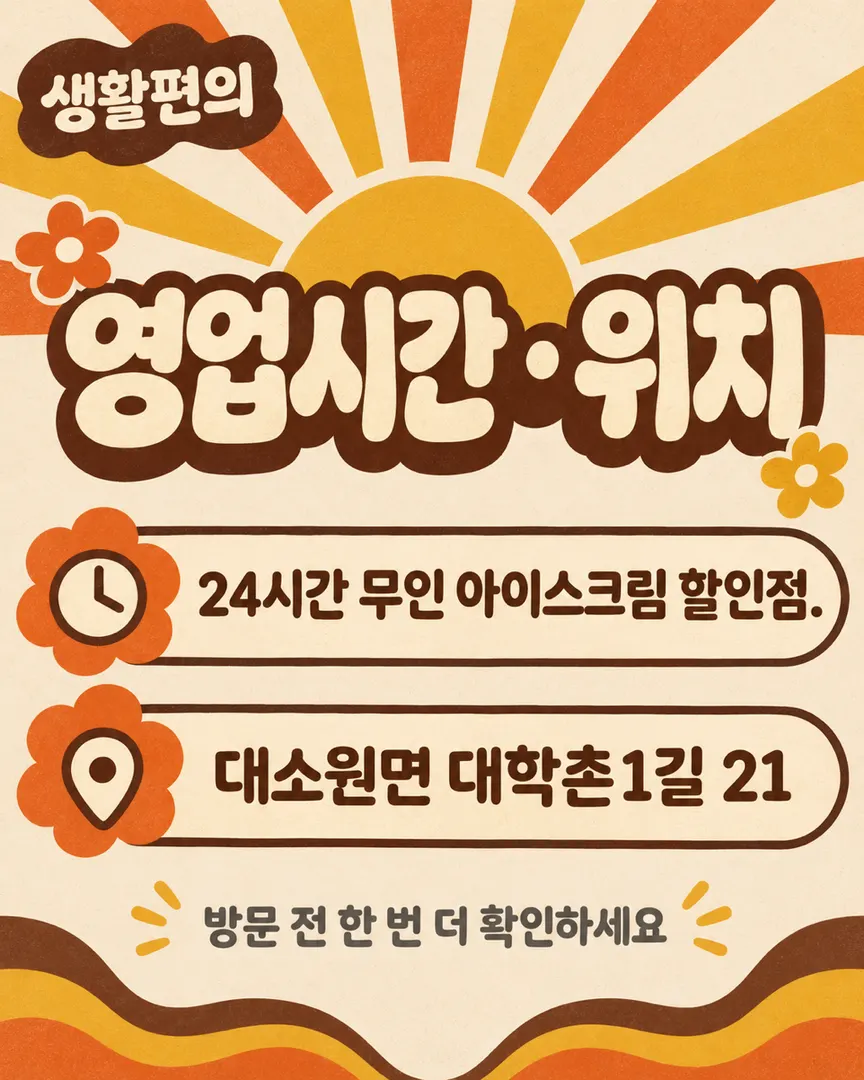 생활편의
영업시간·위치
24시간 무인 아이스크림 할인점.
대소원면 대학촌1길 21
방문 전 한 번 더 확인하세요